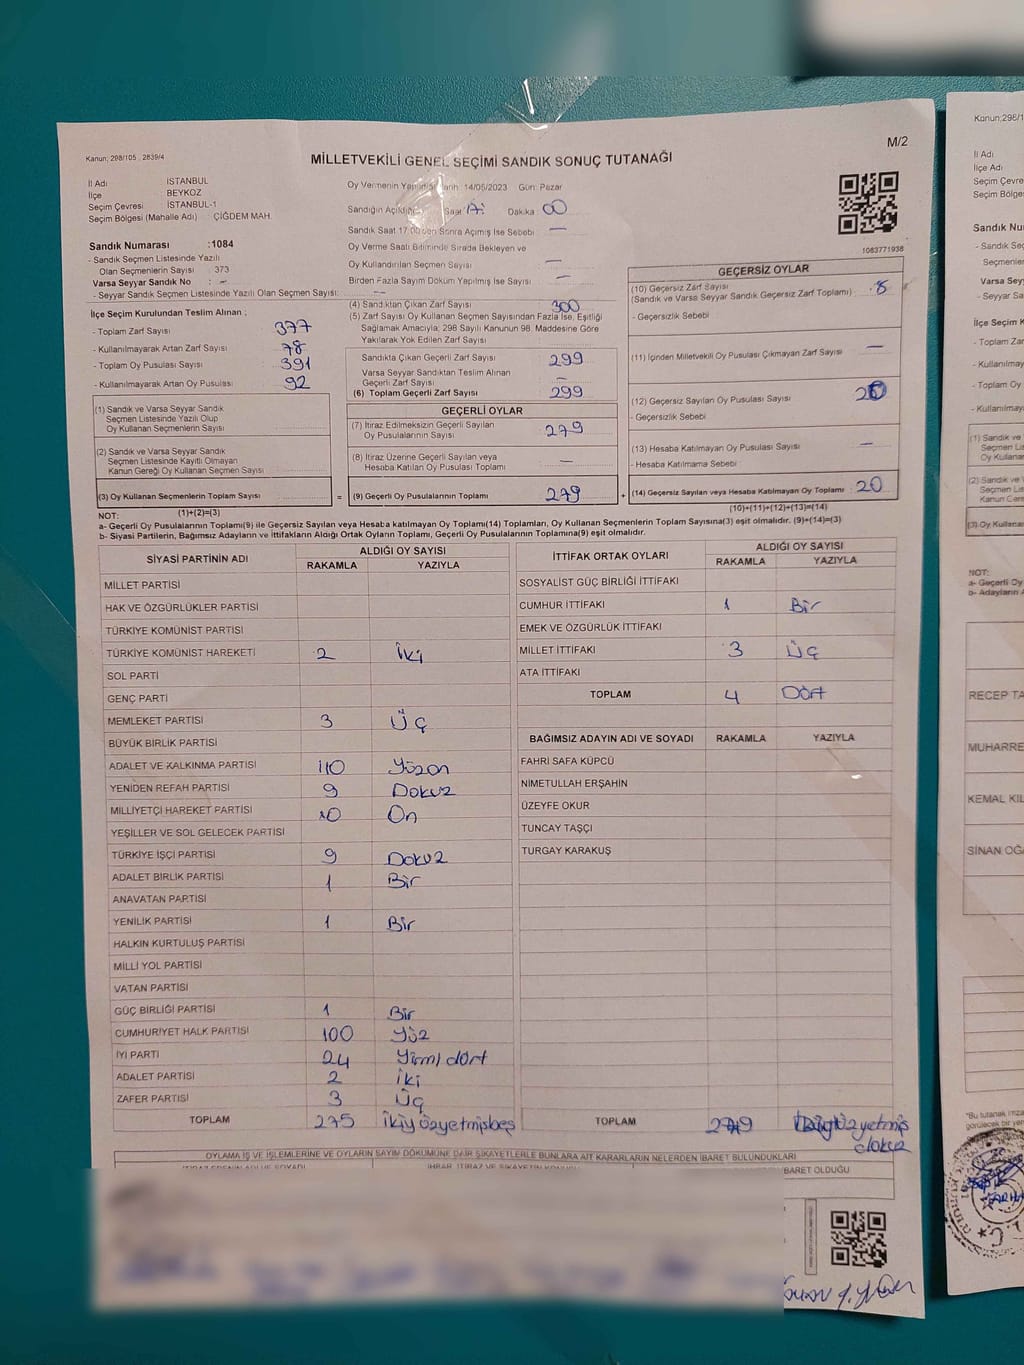 Kanun; 298/105 , 2839/4
M/2
MİLLETVEKİLİ GENEL SEÇİMİ SANDIK SONUÇ TUTANAĞI
İl Adı İSTANBUL
İlçe BEYKOZ
Seçim Çevresi İSTANBUL-1
Seçim Bölgesi (Mahalle Adı) ÇİĞDEM MAH.
Sandık Numarası :1084
- Sandık Seçmen Listesinde Yazılı
Olan Seçmenlerin Sayısı : 373
Varsa Seyyar Sandık No : --
- Seyyar Sandık Seçmen Listesinde Yazılı Olan Seçmen Sayısı: --
İlçe Seçim Kurulundan Teslim Alınan ;
- Toplam Zarf Sayısı 377
- Kullanılmayarak Artan Zarf Sayısı 78
- Toplam Oy Pusulası Sayısı 391
- Kullanılmayarak Artan Oy Pusulası 92
(1) Sandık ve Varsa Seyyar Sandık
Seçmen Listesinde Yazılı Olup
Oy Kullanan Seçmenlerin Sayısı
(2) Sandık ve Varsa Seyyar Sandık
Seçmen Listesinde Kayıtlı Olmayan
Kanun Gereği Oy Kullanan Seçmen Sayısı
(3) Oy Kullanan Seçmenlerin Toplam Sayısı =
(1)+(2)=(3)
Oy Vermenin 14/05/2023 Gün: Pazar
Sandığın Açıldığı Saat Dakika 00
Sandık Saat 17.00'den Sonra Açımış İse Sebebi —
Oy Verme Saati Bitiminde Sırada Bekleyen ve
Oy Kullandırılan Seçmen Sayısı —
Birden Fazla Sayım Döküm Yapılmış İse Sayısı —
(4) Sandıktan Çıkan Zarf Sayısı 300
(5) Zarf Sayısı Oy Kullanan Seçmen Sayısından Fazla İse, Eşitliği
Sağlamak Amacıyla; 298 Sayılı Kanunun 98. Maddesine Göre
Yakılarak Yok Edilen Zarf Sayısı
Sandıkta Çıkan Geçerli Zarf Sayısı 299
Varsa Seyyar Sandıktan Teslim Alınan
Geçerli Zarf Sayısı —
(6) Toplam Geçerli Zarf Sayısı 299
GEÇERLİ OYLAR
(7) İtiraz Edilmeksizin Geçerli Sayılan
Oy Pusulalarının Sayısı 279
(8) İtiraz Üzerine Geçerli Sayılan veya
Hesaba Katılan Oy Pusulası Toplamı —
(9) Geçerli Oy Pusulalarının Toplamı 279 +
1083771938
GEÇERSİZ OYLAR
(10) Geçersiz Zarf Sayısı
(Sandık ve Varsa Seyyar Sandık Geçersiz Zarf Toplamı)
- Geçersizlik Sebebi
(11) İçinden Milletvekili Oy Pusulası Çıkmayan Zarf Sayısı —
(12) Geçersiz Sayılan Oy Pusulası Sayısı 20
- Geçersizlik Sebebi
(13) Hesaba Katılmayan Oy Pusulası Sayısı —
- Hesaba Katılmama Sebebi
(14) Geçersiz Sayılan veya Hesaba Katılmayan Oy Toplamı : 20
(10)+(11)+(12)+(13)=(14)
NOT:
a- Geçerli Oy Pusulalarının Toplamı(9) ile Geçersiz Sayılan veya Hesaba katılmayan Oy Toplamı(14) Toplamları, Oy Kullanan Seçmenlerin Toplam Sayısına(3) eşit olmalıdır. (9)+(14)=(3)
b- Siyasi Partilerin, Bağımsız Adayların ve İttifakların Aldığı Ortak Oyların Toplamı, Geçerli Oy Pusulalarının Toplamına(9) eşit olmalıdır.
SİYASİ PARTİNİN ADI ALDIĞI OY SAYISI
RAKAMLA YAZIYLA
MİLLET PARTİSİ
HAK VE ÖZGÜRLÜKLER PARTİSİ
TÜRKİYE KOMÜNİST PARTİSİ
TÜRKİYE KOMÜNİST HAREKETİ 2 İki
SOL PARTİ
GENÇ PARTİ
MEMLEKET PARTİSİ 3 Üç
BÜYÜK BİRLİK PARTİSİ
ADALET VE KALKINMA PARTİSİ 110 Yüzon
YENİDEN REFAH PARTİSİ 9 Dokuz
MİLLİYETÇİ HAREKET PARTİSİ 10 On
YEŞİLLER VE SOL GELECEK PARTİSİ
TÜRKİYE İŞÇİ PARTİSİ 9 Dokuz
ADALET BİRLİK PARTİSİ 1 Bir
ANAVATAN PARTİSİ
YENİLİK PARTİSİ 1 Bir
HALKIN KURTULUŞ PARTİSİ
MİLLİ YOL PARTİSİ
VATAN PARTİSİ
GÜÇ BİRLİĞİ PARTİSİ 1 Bir
CUMHURİYET HALK PARTİSİ 100 Yüz
İYİ PARTİ 24 Yirmi dört
ADALET PARTİSİ 2 iki
ZAFER PARTİSİ 3 Üç
TOPLAM 275 ikiyüzyetmişbeş
İTTİFAK ORTAK OYLARI ALDIĞI OY SAYISI
RAKAMLA YAZIYLA
SOSYALİST GÜÇ BİRLİĞİ İTTİFAKI
CUMHUR İTTİFAKI 1 Bir
EMEK VE ÖZGÜRLÜK İTTİFAKI
MİLLET İTTİFAKI 3 Üç
ATA İTTİFAKI
TOPLAM 4 Dört
BAĞIMSIZ ADAYIN ADI VE SOYADI RAKAMLA YAZIYLA
FAHRİ SAFA KÜPCÜ
NİMETULLAH ERŞAHİN
ÜZEYFE OKUR
TUNCAY TAŞÇI
TURGAY KARAKUŞ
TOPLAM 279 yetmiş
dokuz
OYLAMA İŞ VE İŞLEMLERİNE VE OYLARIN SAYIM DÖKÜMÜNE DAİR ŞİKAYETLERLE BUNLARA AİT KARARLARIN NELERDEN İBARET BULUNDUKLARI
BARET OLDUĞU
Kanun;298/1
İl Adı
İlçe Adı
Seçim Çevre
Seçim Bölge
Sandık Nu
- Sandık Seç
Seçmenle
Varsa Seyy
- Seyyar Sa
İlçe Seçim K
- Toplam Zar
- Kullanılmay
- Toplam Oy
- Kullanılmay
(1) Sandık ve
Seçmen Lis
Oy Kullana
(2) Sandık ve
Seçmen Lis
Kanun Gere
(3) Oy Kullanan
NOT:
a- Geçerli Oy
b- Adayların A
RECEP TA
MUHARRE
KEMAL KIL
SİNAN OĞ